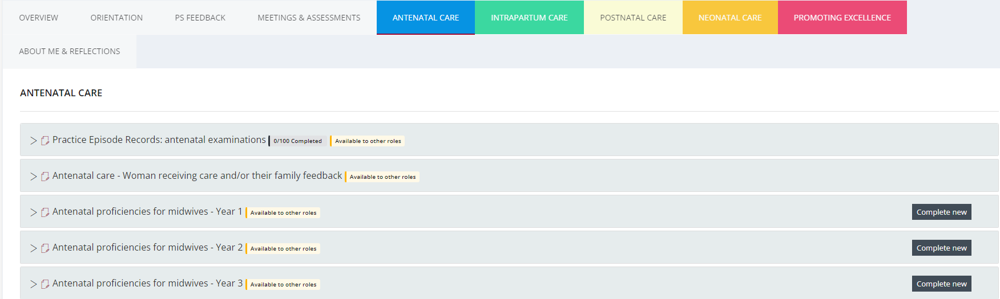 OVERVIEW ORIENTATION PS FEEDBACK MEETINGS & ASSESSMENTS ANTENATAL CARE INTRAPARTUM CARE POSTNATAL CARE NEONATAL CARE PROMOTING EXCELLENCE
ABOUT ME & REFLECTIONS
ANTENATAL CARE
Practice Episode Records: antenatal examinations 0/100 Completed Available to other roles
Antenatal care - Woman receiving care and/or their family feedback Available to other roles
Antenatal proficiencies for midwives - Year 1 Available to other roles Complete new
Antenatal proficiencies for midwives - Year 2 Available to other roles Complete new
Antenatal proficiencies for midwives - Year 3 Available to other roles Complete new